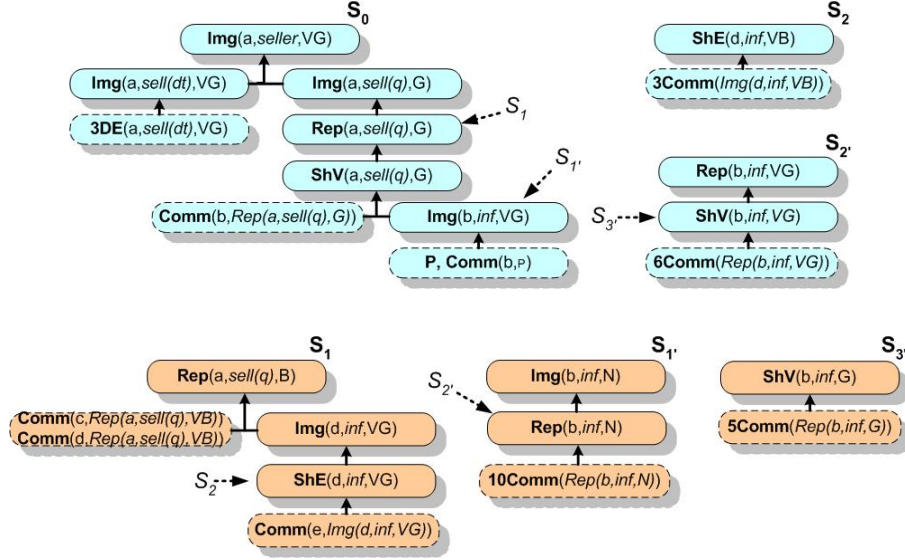 S0
Img(a,seller,VG)
Img(a,sell(dt),VG)
Img(a,sell(q),G)
3DE(a,sell(dt),VG)
Rep(a,sell(q),G)
S1
ShV(a,sell(q),G)
S1'
Comm(b,Rep(a,sell(q),G))
Img(b,inf,VG)
P, Comm(b,P)
S2
ShE(d,inf,VB)
3Comm(Img(d,inf,VB))
S2'
Rep(b,inf,VG)
S3'
ShV(b,inf,VG)
6Comm(Rep(b,inf,VG))
S1
Rep(a,sell(q),B)
Comm(c,Rep(a,sell(q),VB))
Comm(d,Rep(a,sell(q),VB))
Img(d,inf,VG)
S2
ShE(d,inf,VG)
Comm(e,Img(d,inf,VG))
S1'
Img(b,inf,N)
S2'
Rep(b,inf,N)
10Comm(Rep(b,inf,N))
S3'
ShV(b,inf,G)
5Comm(Rep(b,inf,G))